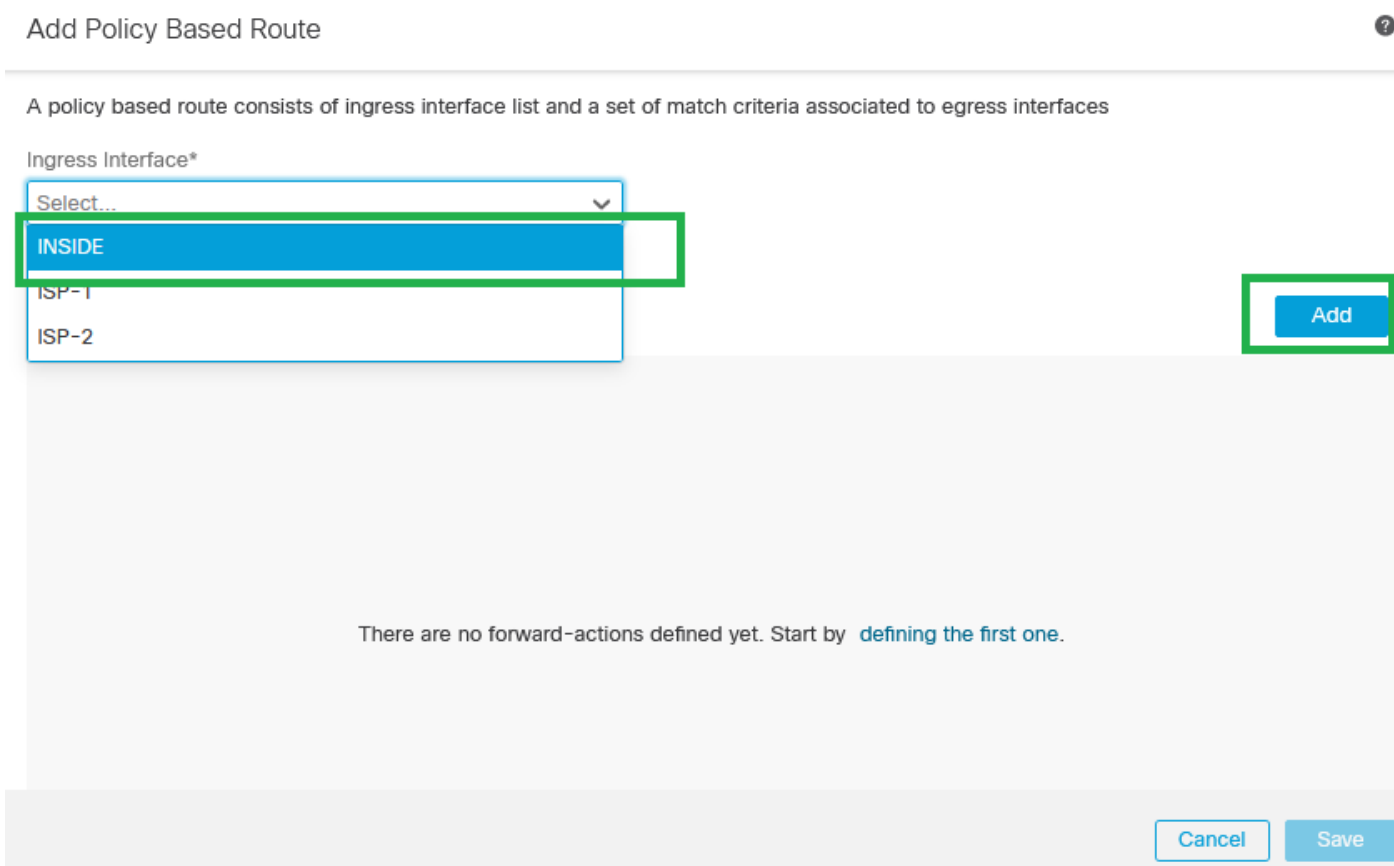 Add Policy Based Route
?
A policy based route consists of ingress interface list and a set of match criteria associated to egress interfaces
Ingress Interface*
Select...
INSIDE
ISP-1
ISP-2
Add
There are no forward-actions defined yet. Start by defining the first one.
Cancel Save